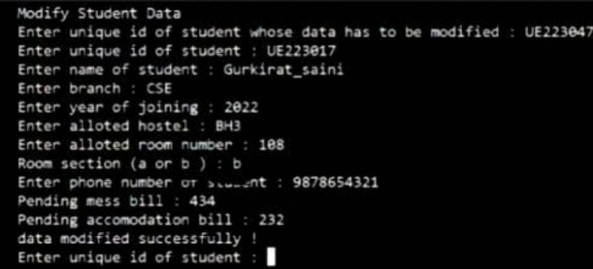 Modify Student Data
Enter unique id of student whose data has to be modified : UE223047
Enter unique id of student : UE223017
Enter name of student : Gurkirat_saini
Enter branch : CSE
Enter year of joining : 2022
Enter alloted hostel : BH3
Enter alloted room number : 108
Room section (a or b ) : b
Enter phone number of student : 9878654321
Pending mess bill : 434
Pending accomodation bill : 232
data modified successfully !
Enter unique id of student :